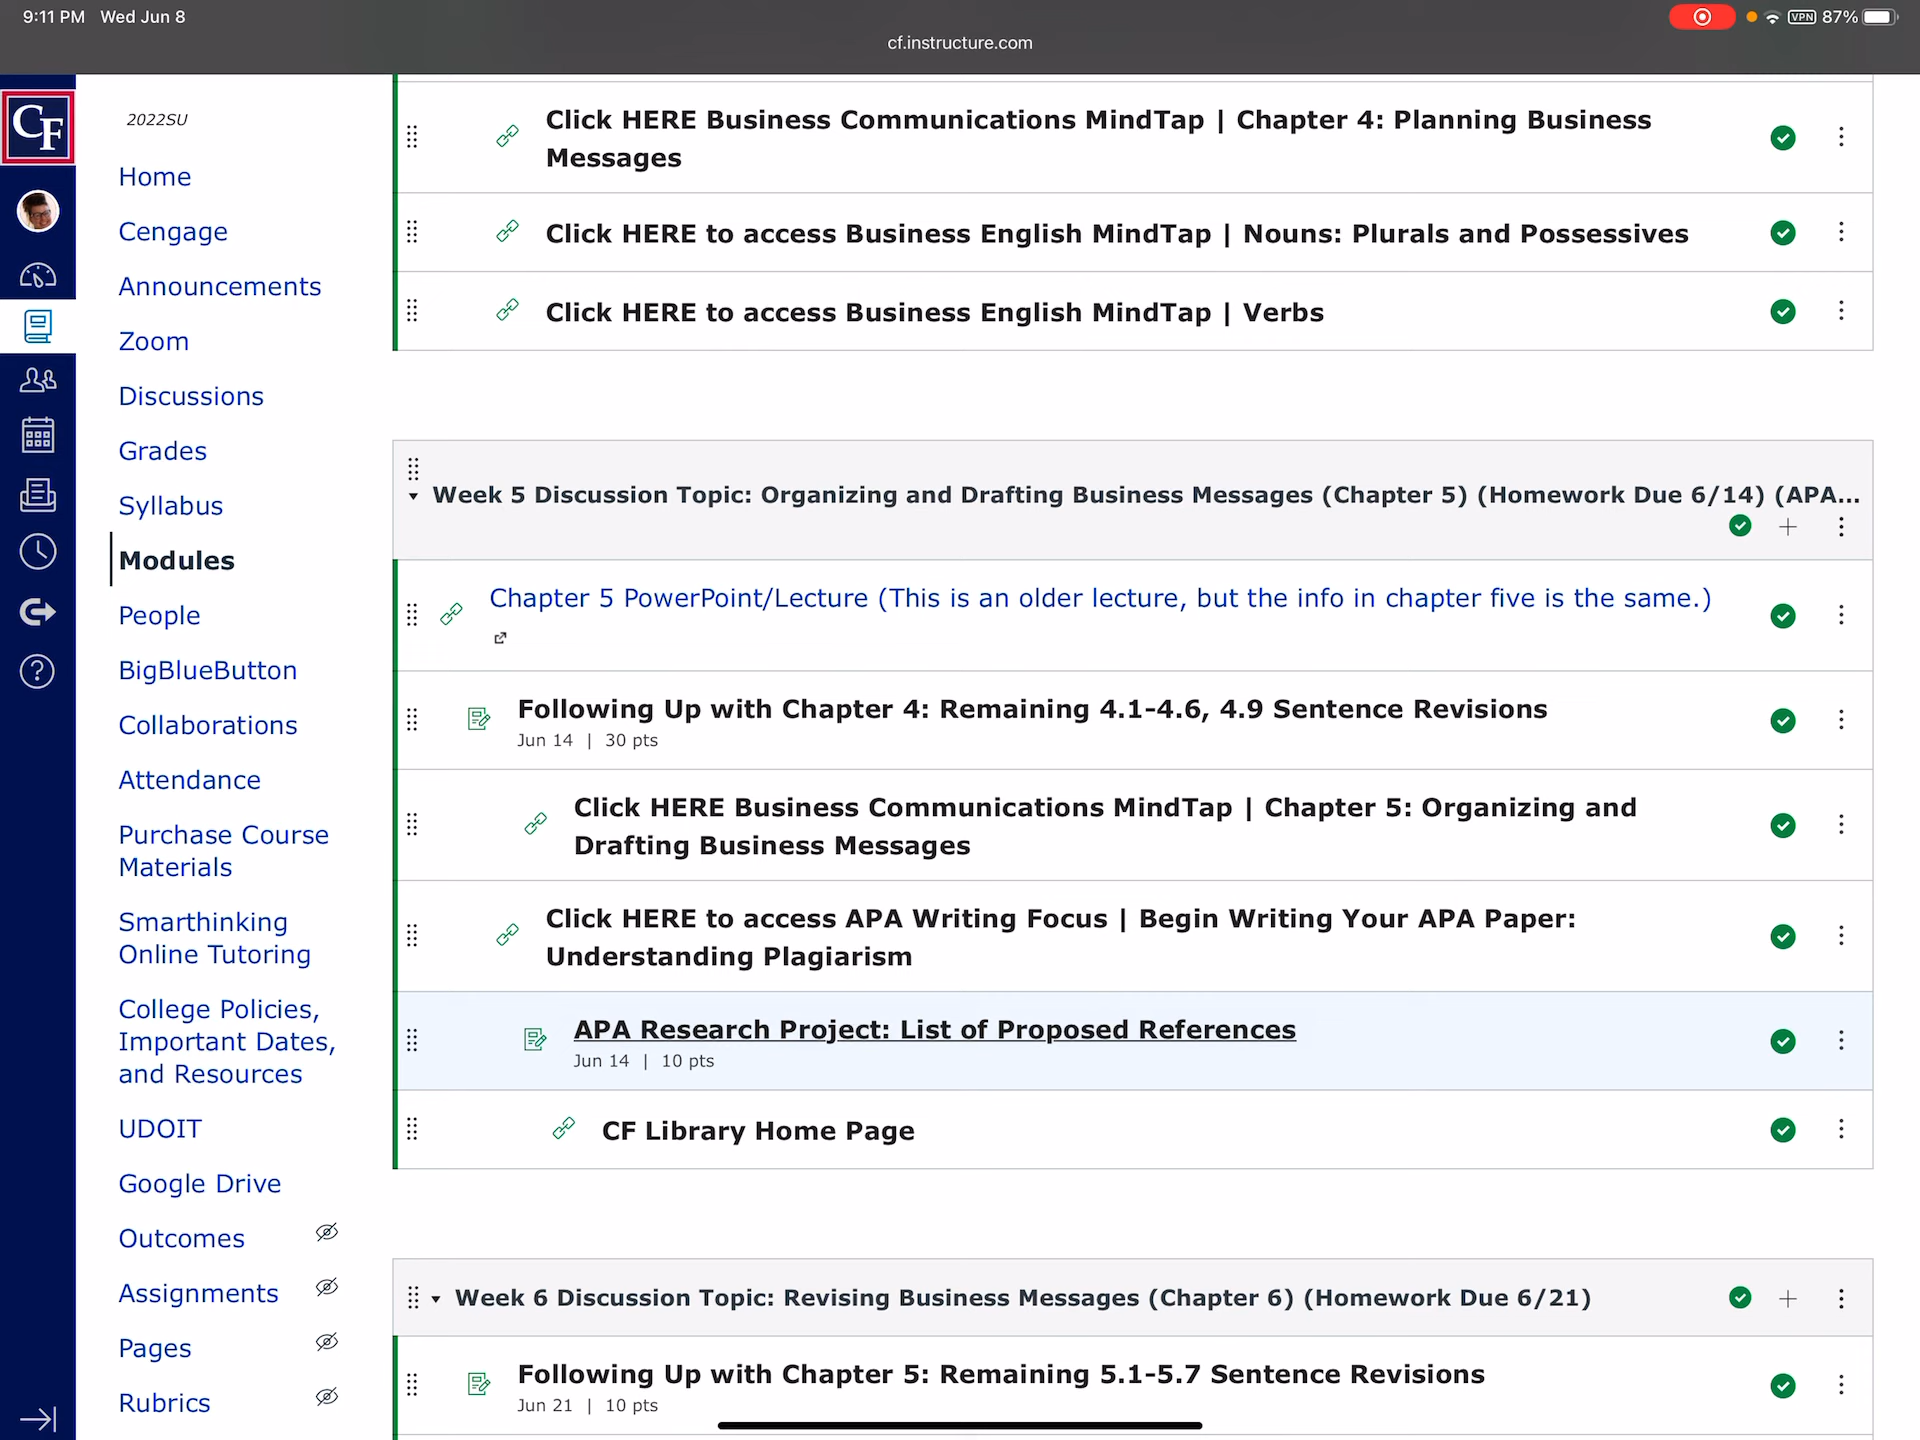 9:11 PM Wed Jun 8
VPN 87%
cf.instructure.com
CF
2022SU
Home
Cengage
Announcements
Zoom
Discussions
Grades
Syllabus
Modules
People
BigBlueButton
Collaborations
Attendance
Purchase Course
Materials
Smarthinking
Online Tutoring
College Policies,
Important Dates,
and Resources
UDOIT
Google Drive
Outcomes
Assignments
Pages
Rubrics
Click HERE Business Communications MindTap | Chapter 4: Planning Business
Messages
Click HERE to access Business English MindTap | Nouns: Plurals and Possessives
Click HERE to access Business English MindTap | Verbs
Week 5 Discussion Topic: Organizing and Drafting Business Messages (Chapter 5) (Homework Due 6/14) (APA...
Chapter 5 PowerPoint/Lecture (This is an older lecture, but the info in chapter five is the same.)
Following Up with Chapter 4: Remaining 4.1-4.6, 4.9 Sentence Revisions
Jun 14 | 30 pts
Click HERE Business Communications MindTap | Chapter 5: Organizing and
Drafting Business Messages
Click HERE to access APA Writing Focus | Begin Writing Your APA Paper:
Understanding Plagiarism
APA Research Project: List of Proposed References
Jun 14 | 10 pts
CF Library Home Page
Week 6 Discussion Topic: Revising Business Messages (Chapter 6) (Homework Due 6/21)
Following Up with Chapter 5: Remaining 5.1-5.7 Sentence Revisions
Jun 21 | 10 pts